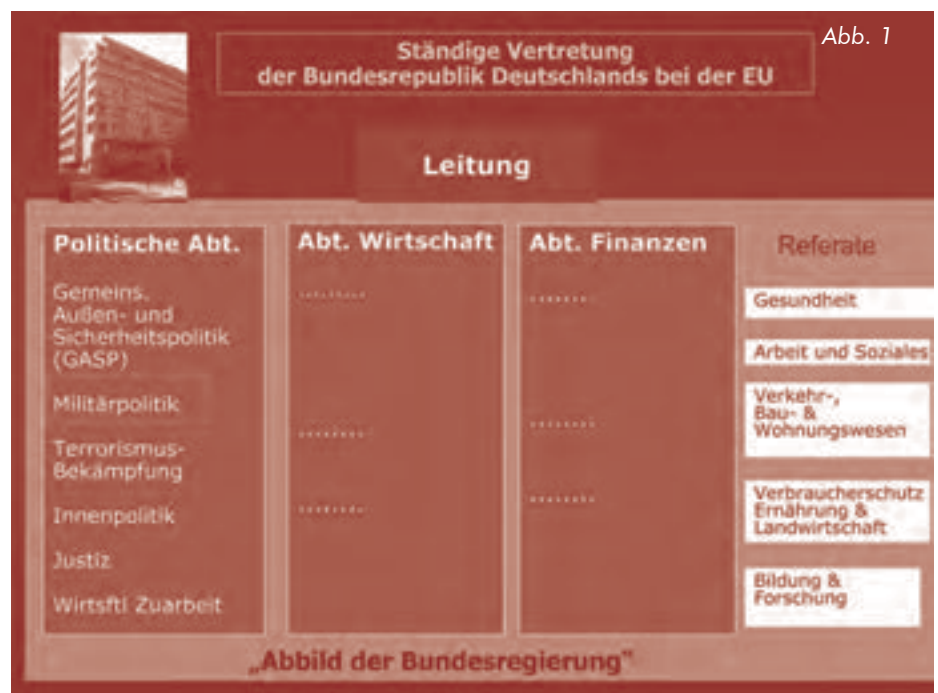 Abb. 1
Ständige Vertretung
der Bundesrepublik Deutschlands bei der EU
Leitung
Politische Abt.
Gemeins.
Außen- und
Sicherheitspolitik
(GASP)
Militärpolitik
Terrorismus-
Bekämpfung
Innenpolitik
Justiz
Wirtsftl Zuarbeit
Abt. Wirtschaft
.........
.........
.........
Abt. Finanzen
.........
.........
.........
Referate
Gesundheit
Arbeit und Soziales
Verkehr-,
Bau- &
Wohnungswesen
Verbraucherschutz
Ernährung &
Landwirtschaft
Bildung &
Forschung
„Abbild der Bundesregierung"